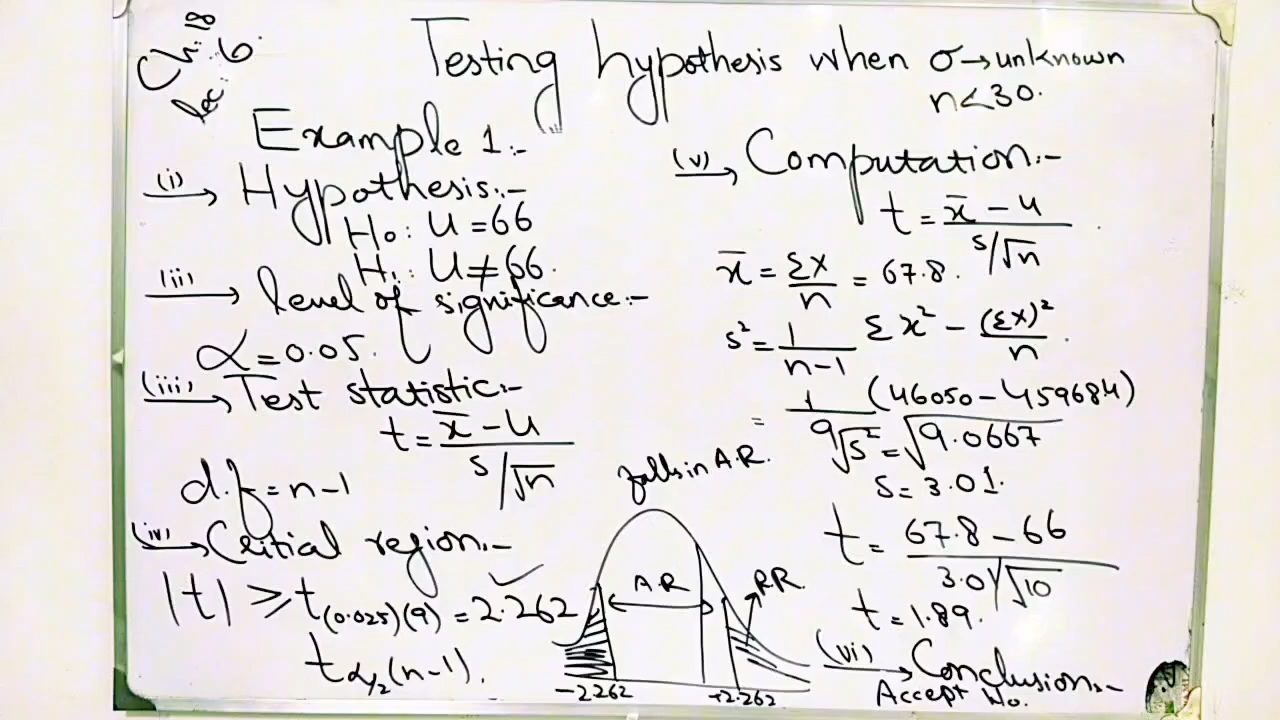 Ch: 18
Lec: 6.
Testing hypothesis when σ→unknown
n<30.
Example 1:-
(i) → Hypothesis:-
H₀: U = 66
H₁: U ≠ 66.
(ii) → level of significance:-
α = 0.05.
(iii) → Test statistic:-
t = x̄ - U / s/√n
d.f = n-1
(iv) → Critial region:-
|t| ≥ t(0.025)(9) = 2.262 ✓
tα/2 (n-1).
falls in A.R.
A.R
R.R
-2.262
+2.262
(v) → Computation:-
t = x̄ - U / s/√n
x̄ = Σx/n = 67.8.
s² = 1/n-1 Σx² - (Σx)²/n.
= 1/9 (46050 - 459684)
√s² = √9.0667
s = 3.01.
t = 67.8 - 66 / 3.01/√10
t = 1.89.
(vi) → Conclusion:-
Accept H₀.